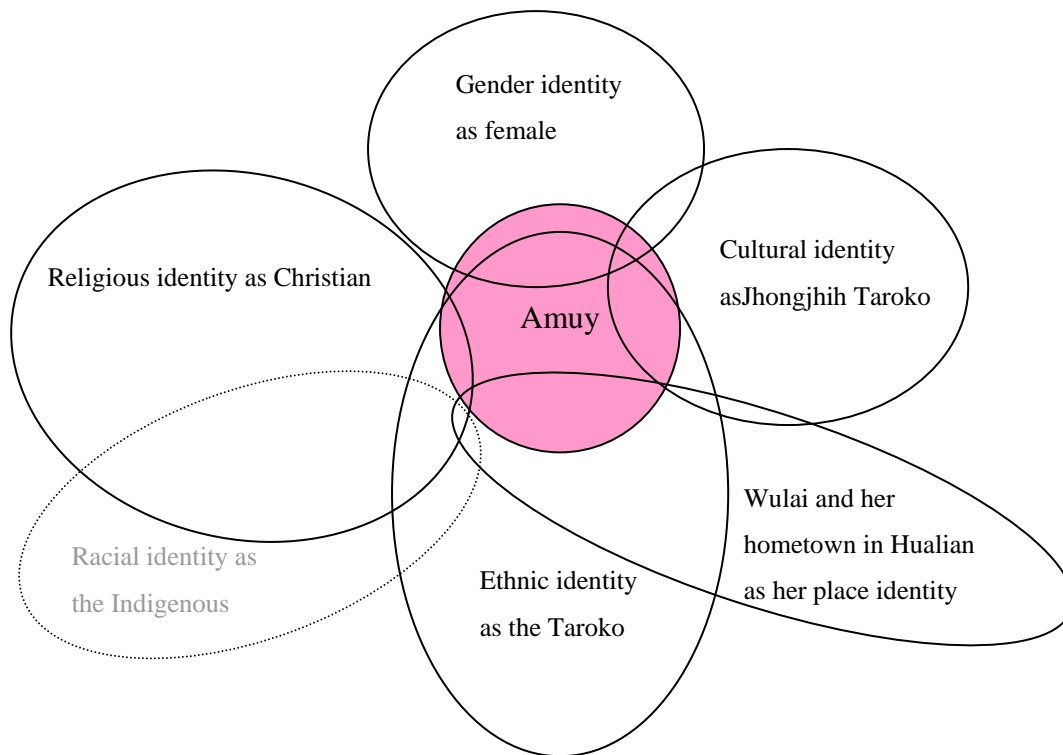 Gender identity
as female
Religious identity as Christian
Cultural identity
asJhongjhih Taroko
Amuy
Racial identity as
the Indigenous
Ethnic identity
as the Taroko
Wulai and her
hometown in Hualian
as her place identity